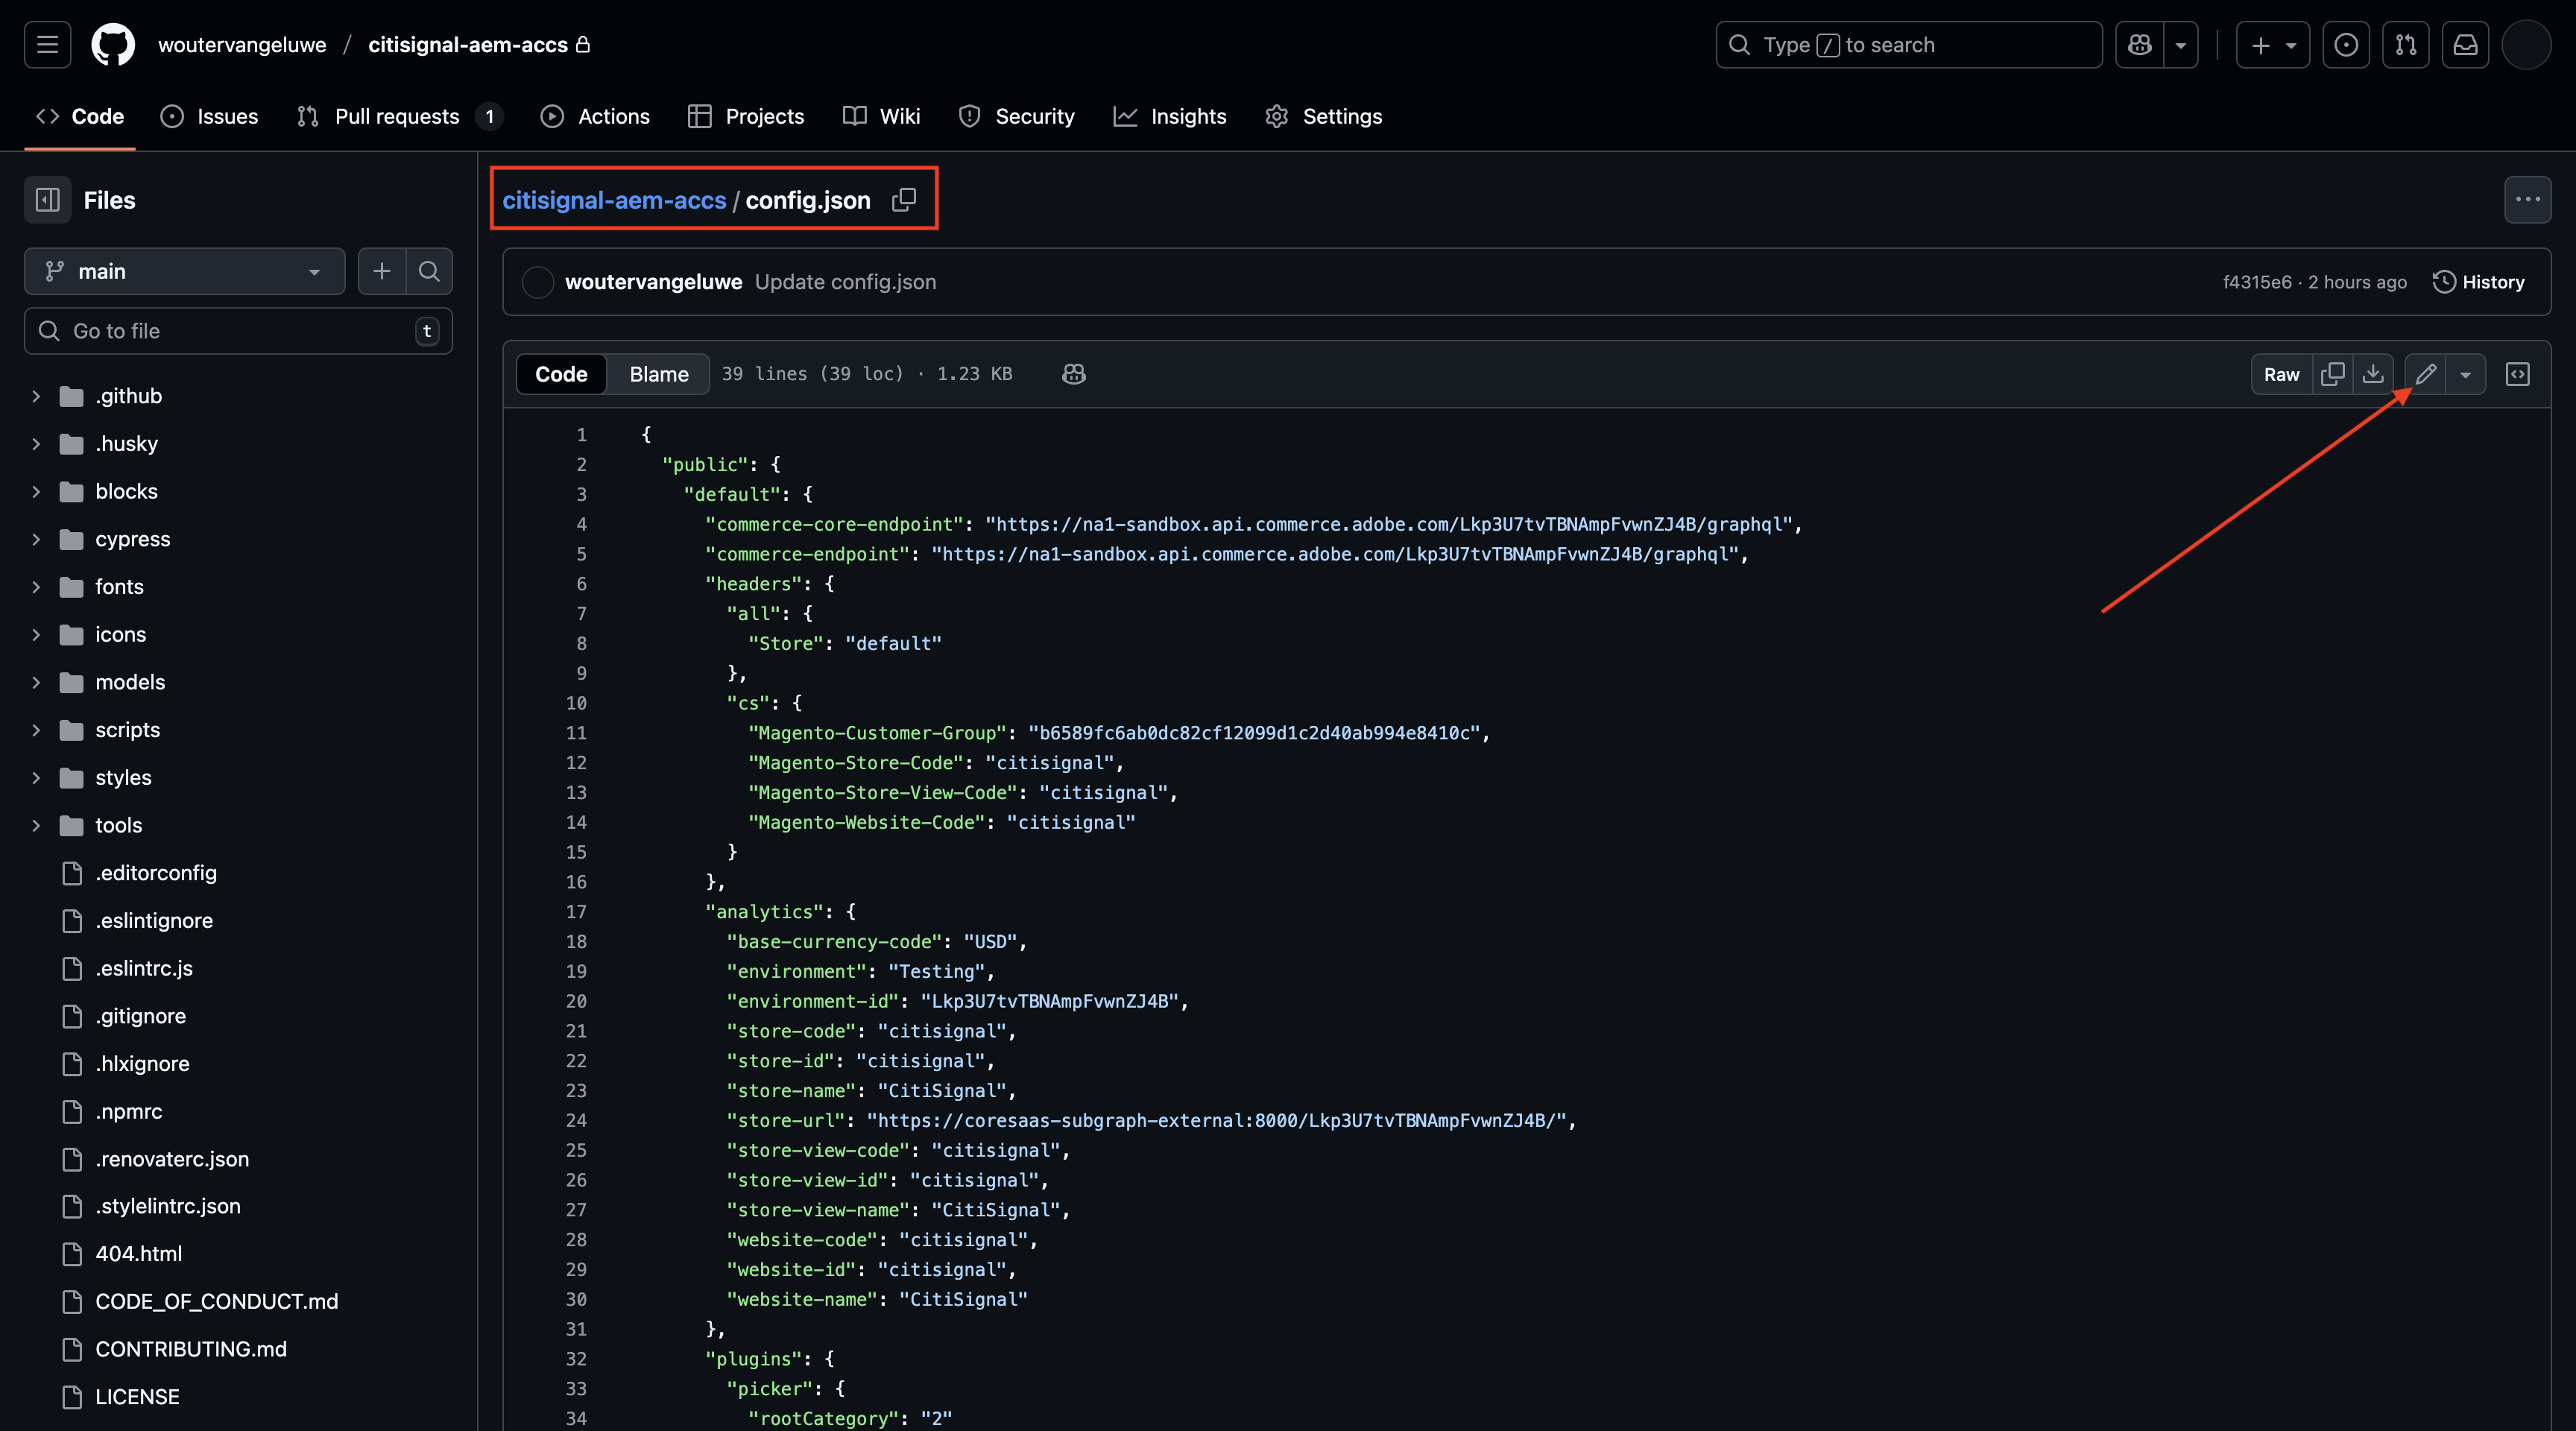 woutervangeluwe / citisignal-aem-accs
Type / to search
Code
Issues
Pull requests 1
Actions
Projects
Wiki
Security
Insights
Settings
Files
main
Go to file
t
.github
.husky
blocks
cypress
fonts
icons
models
scripts
styles
tools
.editorconfig
.eslintignore
.eslintrc.js
.gitignore
.hlxignore
.npmrc
.renovaterc.json
.stylelintrc.json
404.html
CODE_OF_CONDUCT.md
CONTRIBUTING.md
LICENSE
citisignal-aem-accs / config.json
woutervangeluwe Update config.json
f4315e6 · 2 hours ago
History
Code Blame 39 lines (39 loc) · 1.23 KB
Raw
1 {
2 "public": {
3 "default": {
4 "commerce-core-endpoint": "https://na1-sandbox.api.commerce.adobe.com/Lkp3U7tvTBNAmpFvwnZJ4B/graphql",
5 "commerce-endpoint": "https://na1-sandbox.api.commerce.adobe.com/Lkp3U7tvTBNAmpFvwnZJ4B/graphql",
6 "headers": {
7 "all": {
8 "Store": "default"
9 },
10 "cs": {
11 "Magento-Customer-Group": "b6589fc6ab0dc82cf12099d1c2d40ab994e8410c",
12 "Magento-Store-Code": "citisignal",
13 "Magento-Store-View-Code": "citisignal",
14 "Magento-Website-Code": "citisignal"
15 }
16 },
17 "analytics": {
18 "base-currency-code": "USD",
19 "environment": "Testing",
20 "environment-id": "Lkp3U7tvTBNAmpFvwnZJ4B",
21 "store-code": "citisignal",
22 "store-id": "citisignal",
23 "store-name": "CitiSignal",
24 "store-url": "https://coresaas-subgraph-external:8000/Lkp3U7tvTBNAmpFvwnZJ4B/",
25 "store-view-code": "citisignal",
26 "store-view-id": "citisignal",
27 "store-view-name": "CitiSignal",
28 "website-code": "citisignal",
29 "website-id": "citisignal",
30 "website-name": "CitiSignal"
31 },
32 "plugins": {
33 "picker": {
34 "rootCategory": "2"